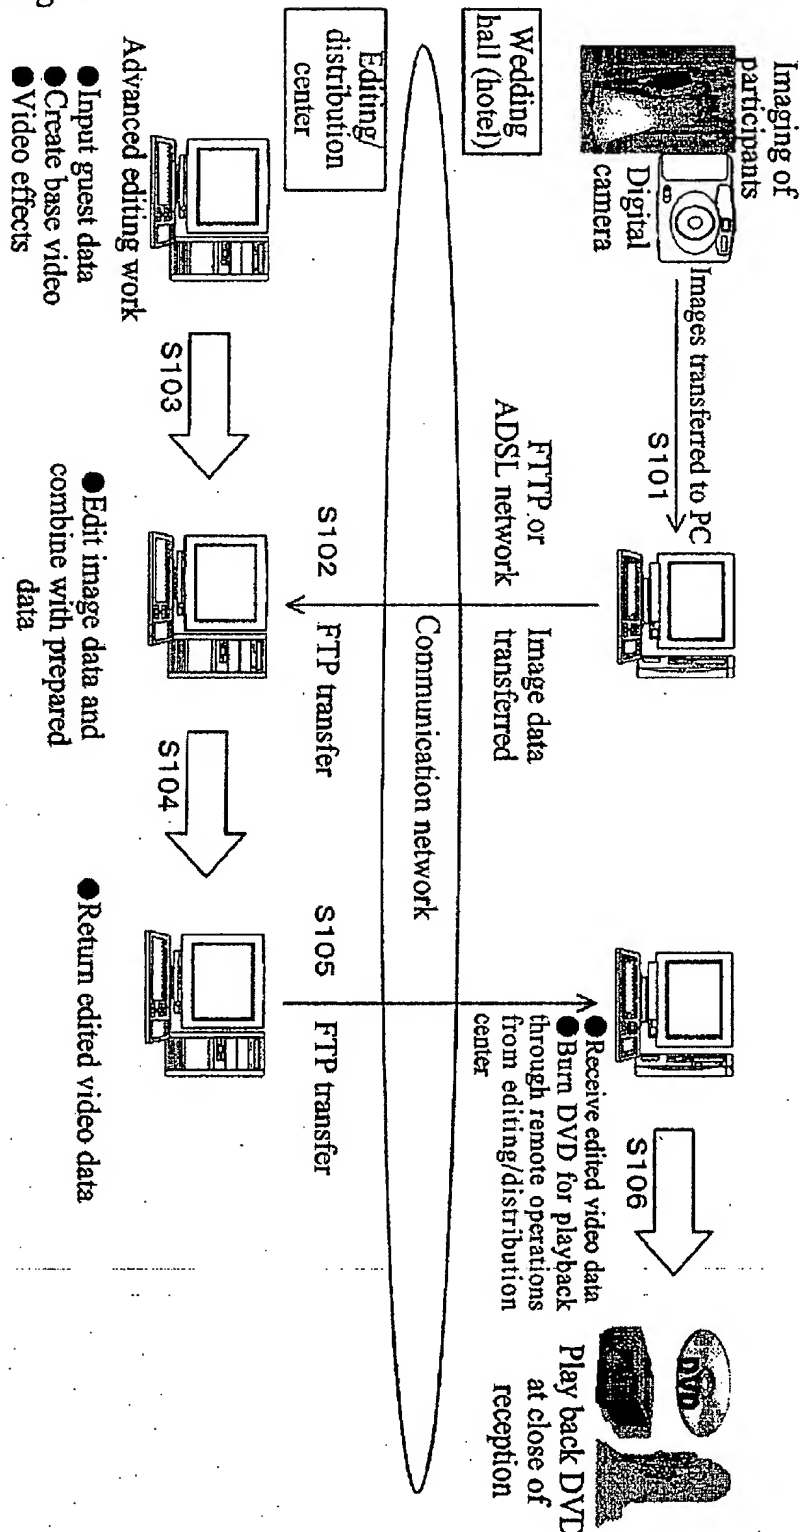 Imaging of
participants
Digital
camera
Images transferred to PC
S101
Wedding
hall (hotel)
FTTP or
ADSL network
Image data
transferred
● Receive edited video data
● Burn DVD for playback
through remote operations
from editing/distribution
center
S106
DVD
Play back DVD
at close of
reception
Communication network
Editing/
distribution
center
S102
FTP transfer
S105
FTP transfer
Advanced editing work
● Input guest data
● Create base video
● Video effects
S103
● Edit image data and
combine with prepared
data
S104
● Return edited video data